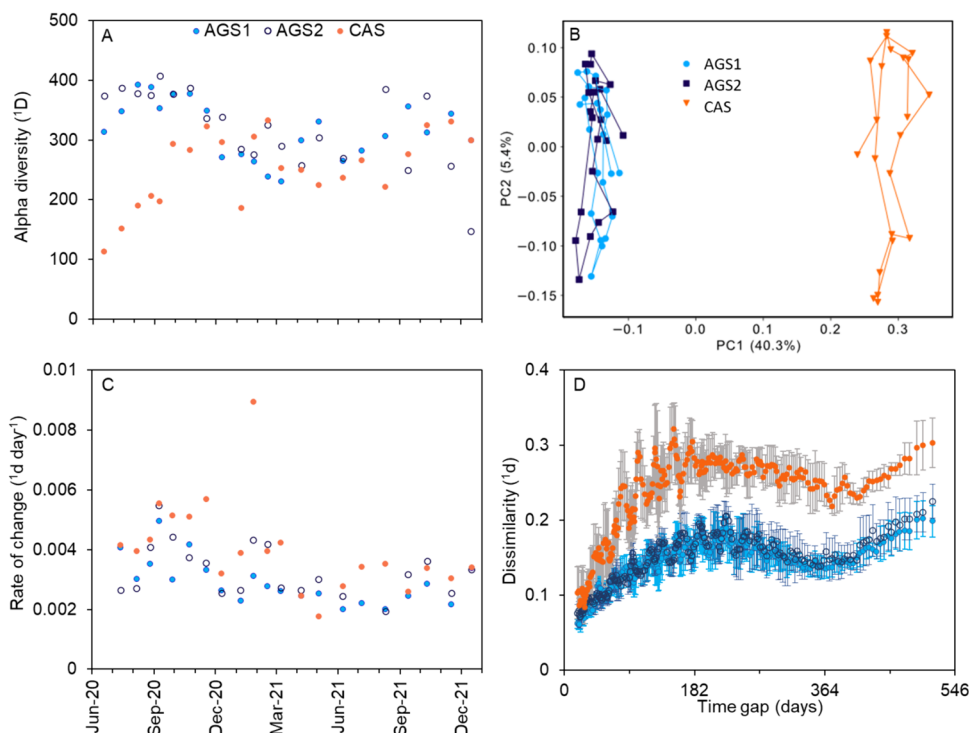 A
AGS1 AGS2 CAS
500
400
300
200
100
0
Alpha diversity (¹D)
B
AGS1
AGS2
CAS
0.10
0.05
0.00
−0.05
−0.10
−0.15
PC2 (5.4%)
−0.1 0.0 0.1 0.2 0.3
PC1 (40.3%)
C
0.01
0.008
0.006
0.004
0.002
0
Rate of change (¹d day⁻¹)
Jun-20 Sep-20 Dec-20 Mar-21 Jun-21 Sep-21 Dec-21
D
0.4
0.3
0.2
0.1
0
Dissimilarity (¹d)
0 182 364 546
Time gap (days)